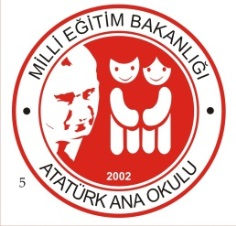 MİLLİ EĞİTİM BAKANLIĞI
2002
ATATÜRK ANA OKULU
5